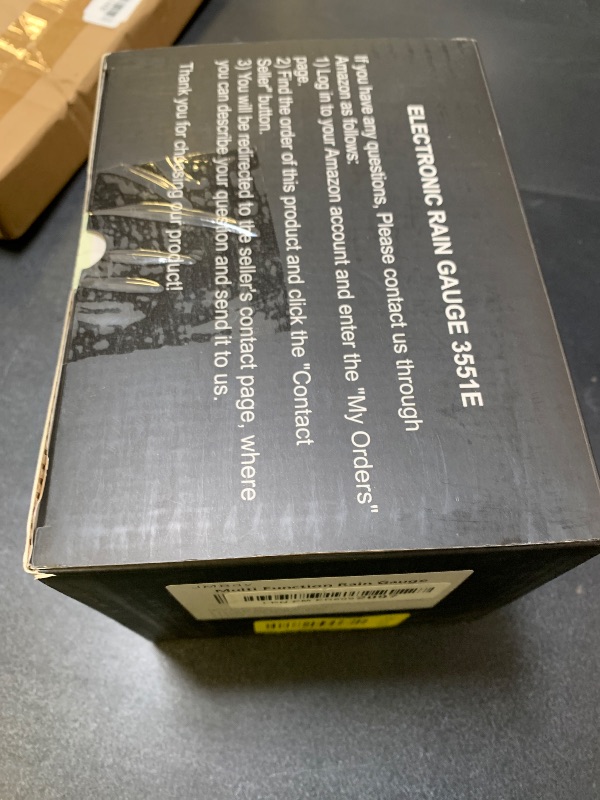 ELECTRONIC RAIN GAUGE 3551E
If you have any questions, Please contact us through
Amazon as follows:
1) Log in to your Amazon account and enter the "My Orders"
page.
2) Find the order of this product and click the "Contact
Seller" button.
3) You will be redirected to the seller's contact page, where
you can describe your question and send it to us.
Thank you for choosing our product!
Multi Function Rain Gauge